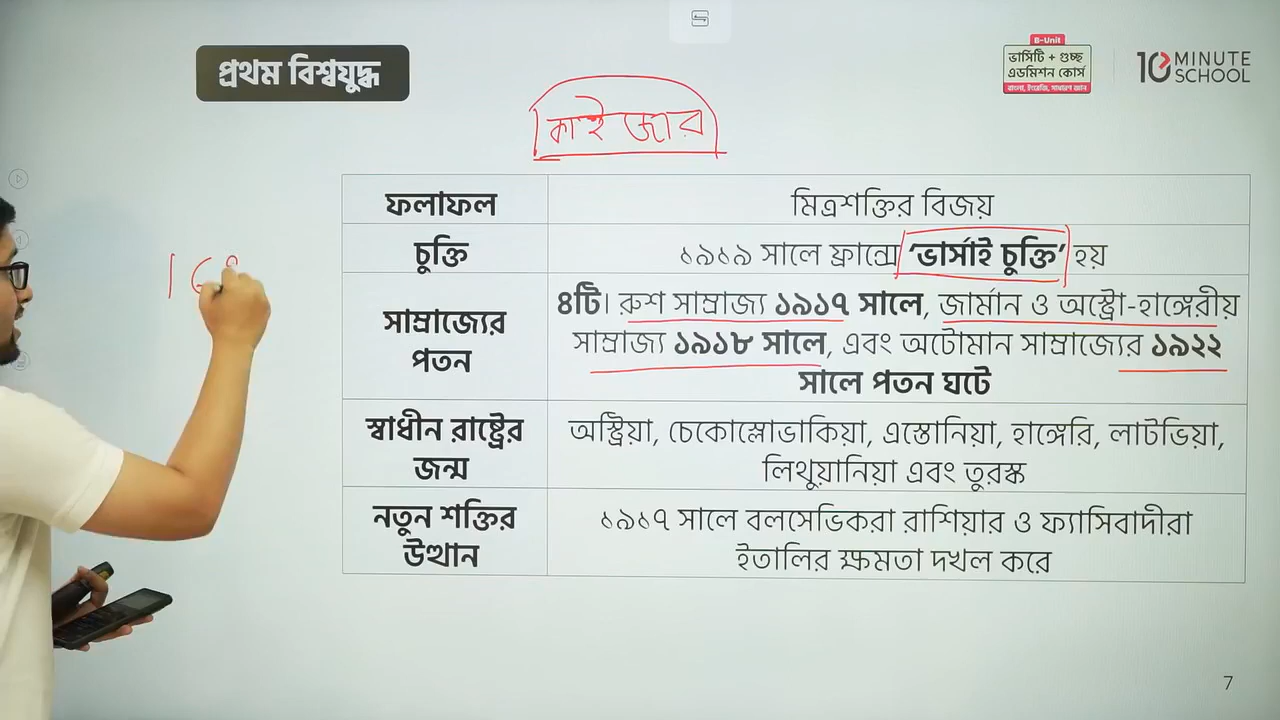 B-Unit
ভার্সিটি + গুচ্ছ
এডমিশন কোর্স
বাংলা, ইংরেজি, সাধারণ জ্ঞান
10 MINUTE SCHOOL
প্রথম বিশ্বযুদ্ধ
কাইজার
ফলাফল
মিত্রশক্তির বিজয়
চুক্তি
১৯১৯ সালে ফ্রান্সে ‘ভার্সাই চুক্তি’ হয়
সাম্রাজ্যের
পতন
৪টি। রুশ সাম্রাজ্য ১৯১৭ সালে, জার্মান ও অস্ট্রো-হাঙ্গেরীয়
সাম্রাজ্য ১৯১৮ সালে, এবং অটোমান সাম্রাজ্যের ১৯২২
সালে পতন ঘটে
স্বাধীন রাষ্ট্রের
জন্ম
অস্ট্রিয়া, চেকোস্লোভাকিয়া, এস্তোনিয়া, হাঙ্গেরি, লাটভিয়া,
লিথুয়ানিয়া এবং তুরস্ক
নতুন শক্তির
উত্থান
১৯১৭ সালে বলসেভিকরা রাশিয়ার ও ফ্যাসিবাদীরা
ইতালির ক্ষমতা দখল করে
7